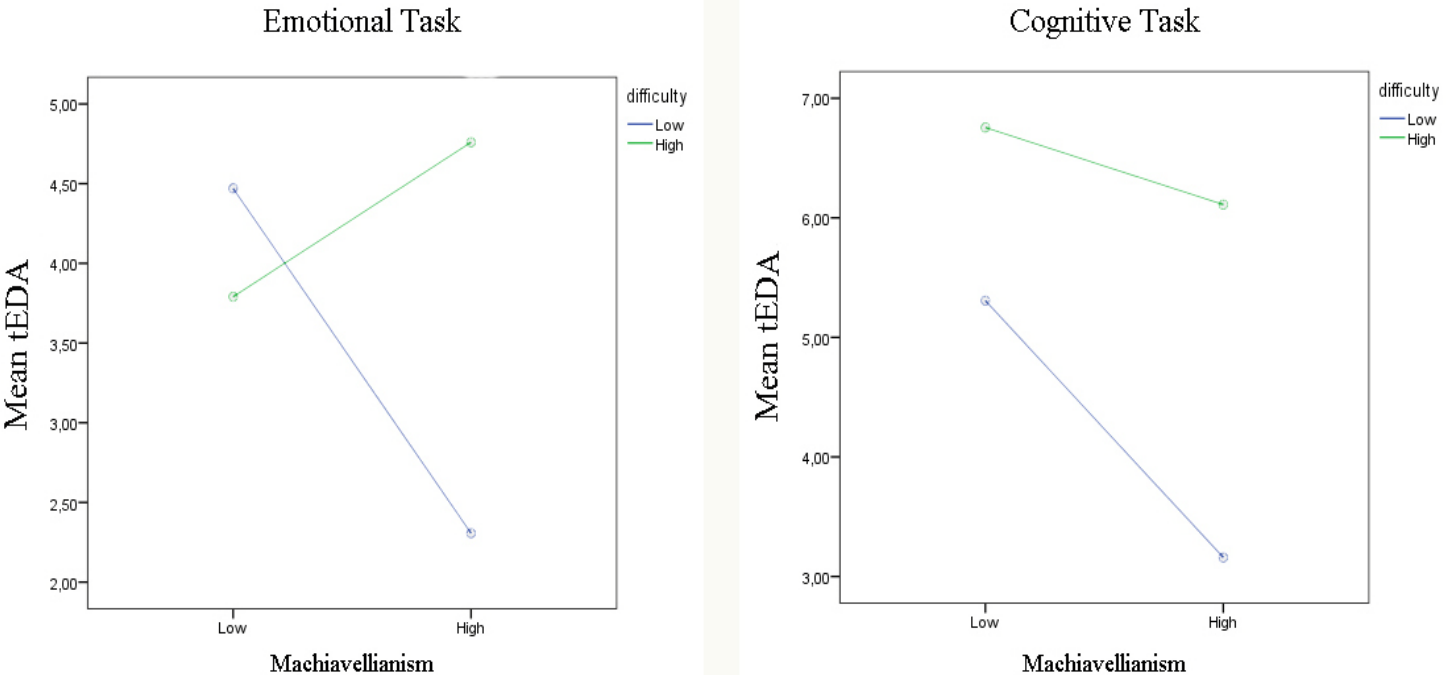 Emotional Task
Mean tEDA
5,00
4,50
4,00
3,50
3,00
2,50
2,00
Low
High
Machiavellianism
difficulty
Low
High
Cognitive Task
Mean tEDA
7,00
6,00
5,00
4,00
3,00
Low
High
Machiavellianism
difficulty
Low
High